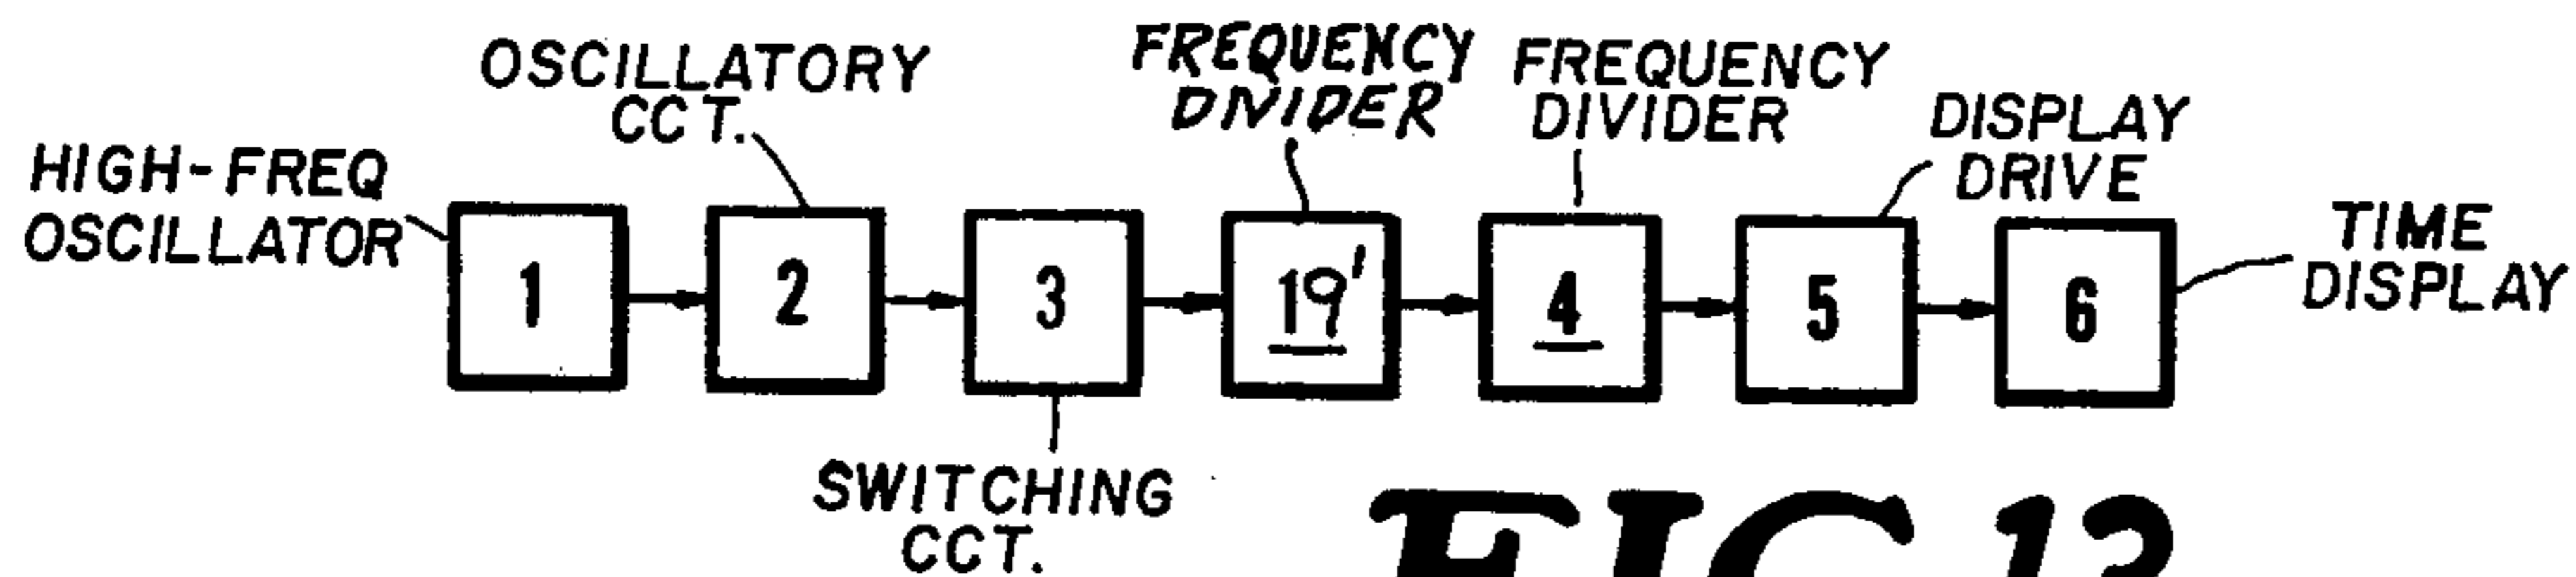 HIGH-FREQ
OSCILLATOR
OSCILLATORY
CCT.
SWITCHING
CCT.
FREQUENCY
DIVIDER
FREQUENCY
DIVIDER
DISPLAY
DRIVE
TIME
DISPLAY
1
2
3
19'
4
5
6